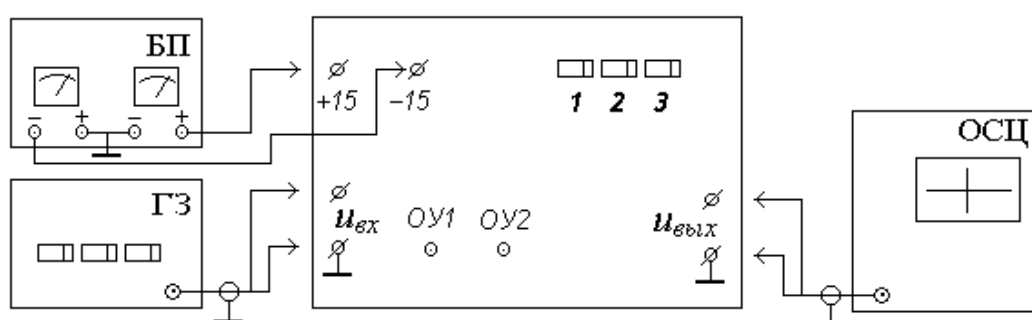 БП
− + − +
+15 −15
1 2 3
ОСЦ
ГЗ
uвх ОУ1 ОУ2 uвых